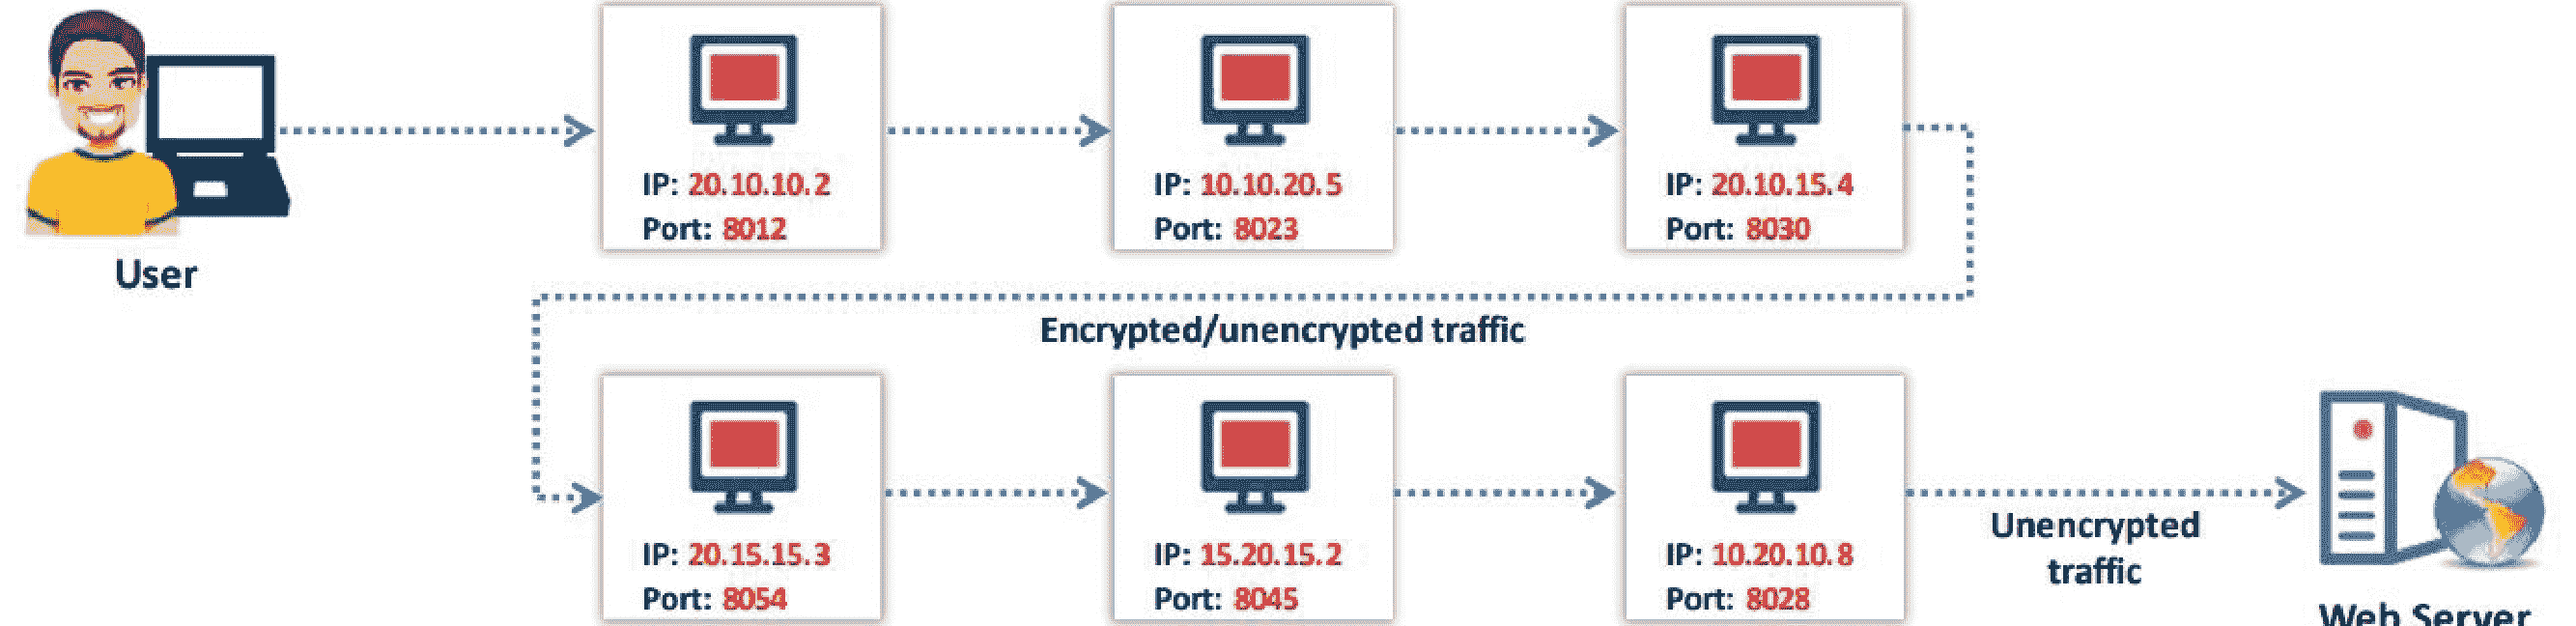 IP: 20.10.10.2
Port: 8012
IP: 10.10.20.5
Port: 8023
IP: 20.10.15.4
Port: 8030
User
Encrypted/unencrypted traffic
IP: 20.15.15.3
Port: 8054
IP: 15.20.15.2
Port: 8045
IP: 10.20.10.8
Port: 8028
Unencrypted
traffic
Web Server